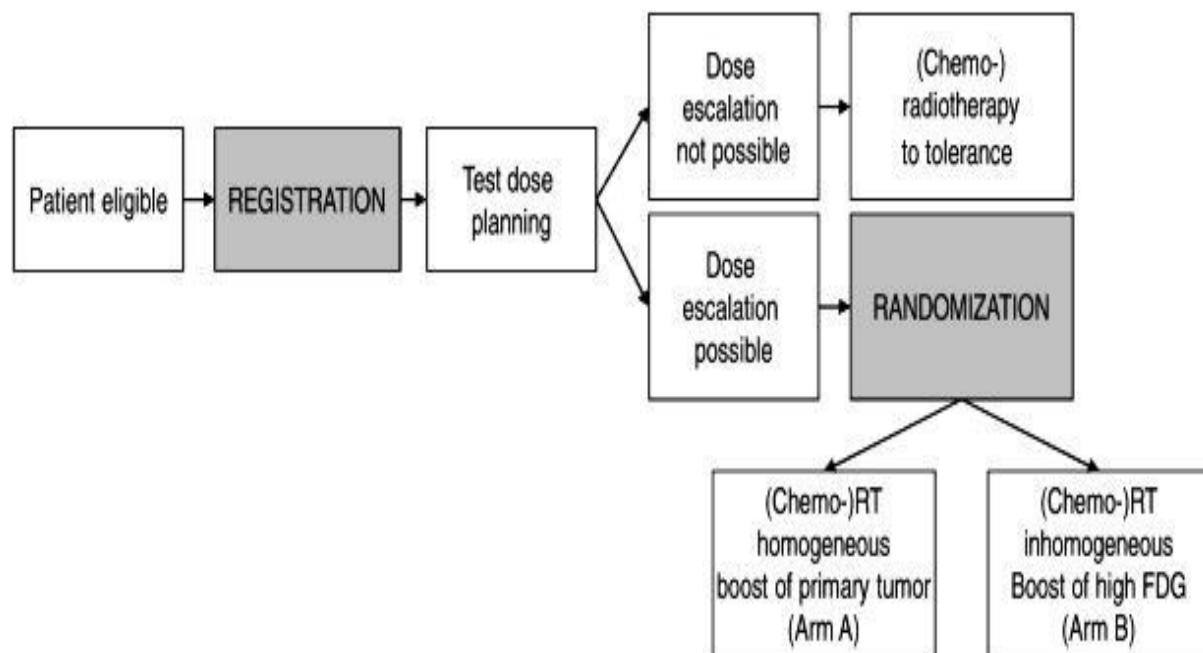 Patient eligible
REGISTRATION
Test dose
planning
Dose
escalation
not possible
(Chemo-)
radiotherapy
to tolerance
Dose
escalation
possible
RANDOMIZATION
(Chemo-)RT
homogeneous
boost of primary tumor
(Arm A)
(Chemo-)RT
inhomogeneous
Boost of high FDG
(Arm B)